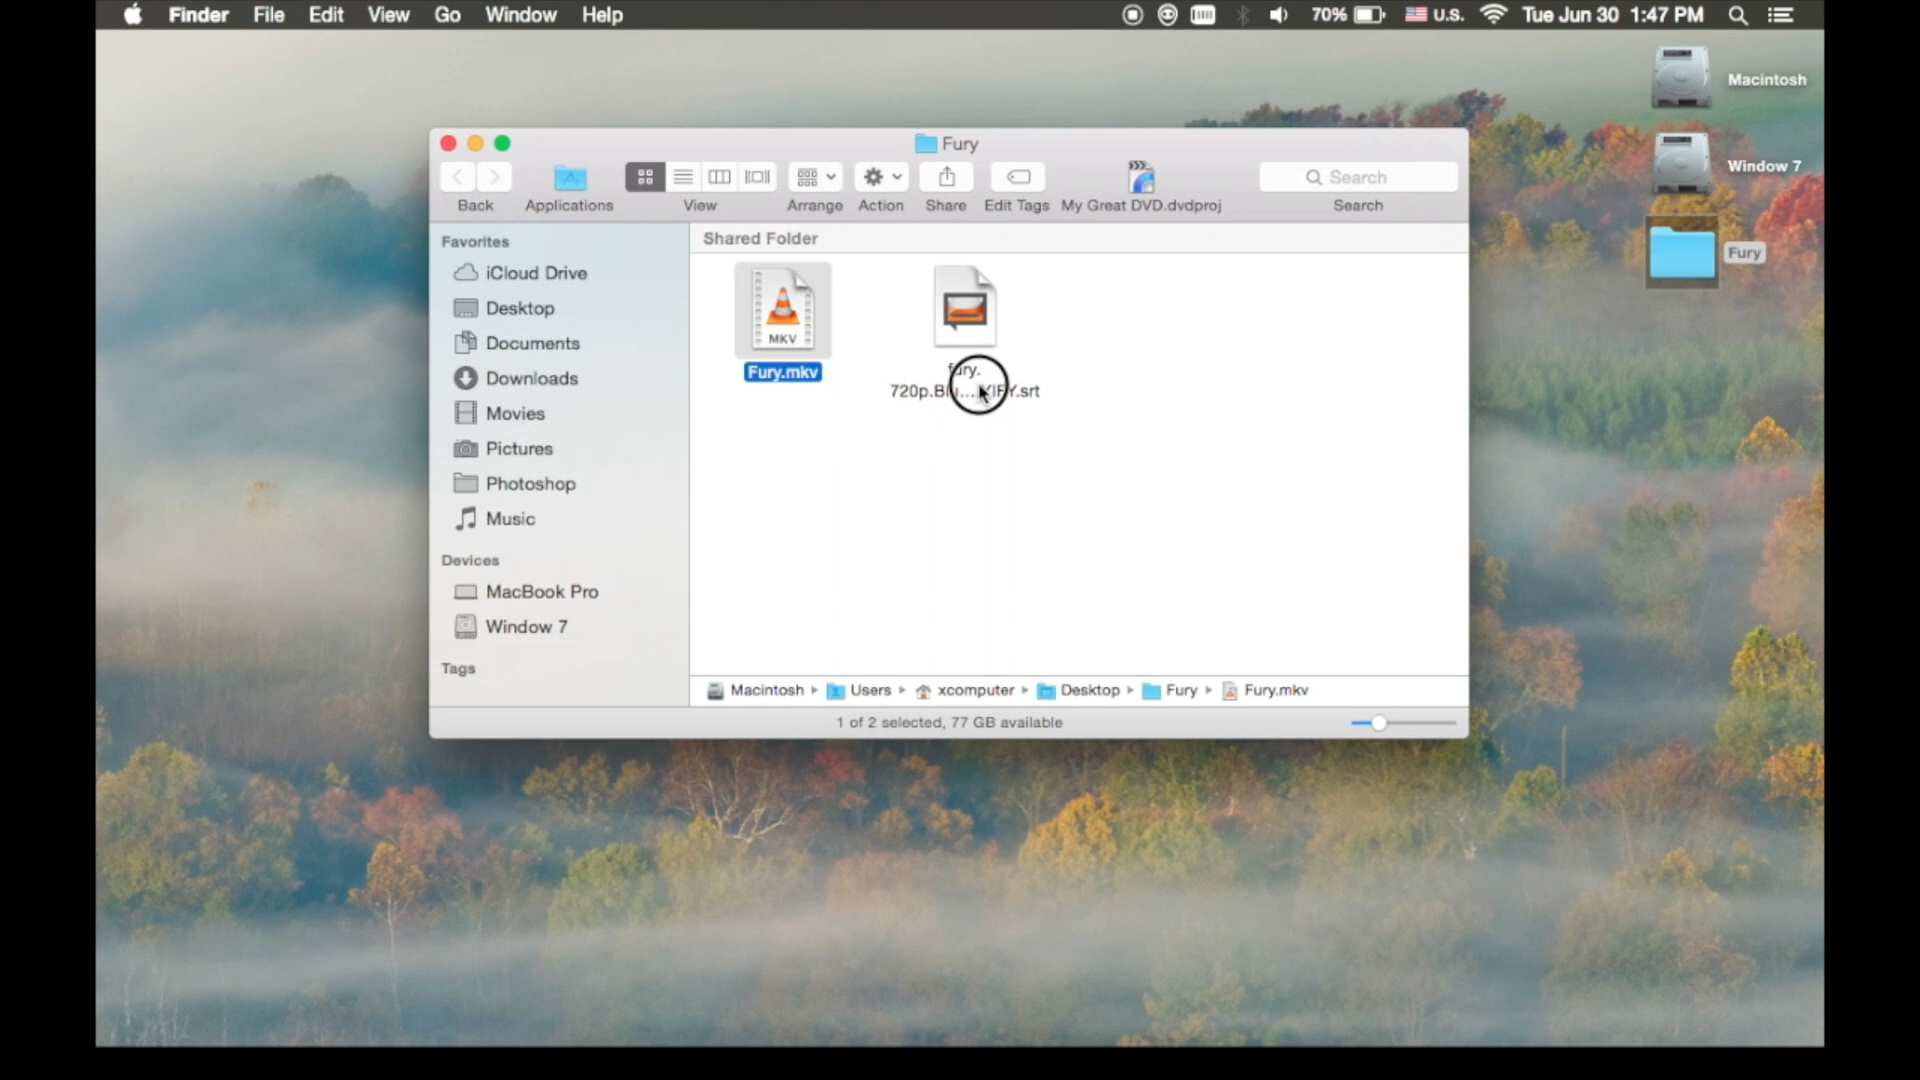 Finder File Edit View Go Window Help
70% U.S. Tue Jun 30 1:47 PM
Macintosh
Window 7
Fury
Fury
Back Applications View Arrange Action Share Edit Tags My Great DVD.dvdproj
Search
Search
Favorites
iCloud Drive
Desktop
Documents
Downloads
Movies
Pictures
Photoshop
Music
Devices
MacBook Pro
Window 7
Tags
Shared Folder
MKV
Fury.mkv
fury.
720p.Blu...YIFY.srt
Macintosh Users xcomputer Desktop Fury Fury.mkv
1 of 2 selected, 77 GB available